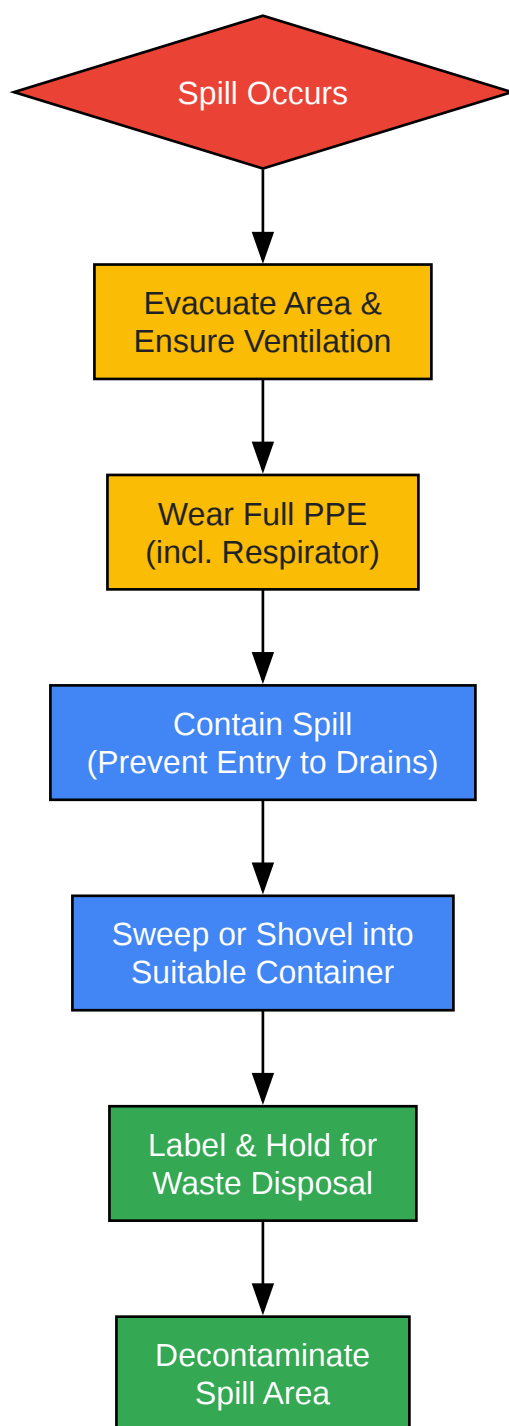 Spill Occurs
Evacuate Area &
Ensure Ventilation
Wear Full PPE
(incl. Respirator)
Contain Spill
(Prevent Entry to Drains)
Sweep or Shovel into
Suitable Container
Label & Hold for
Waste Disposal
Decontaminate
Spill Area